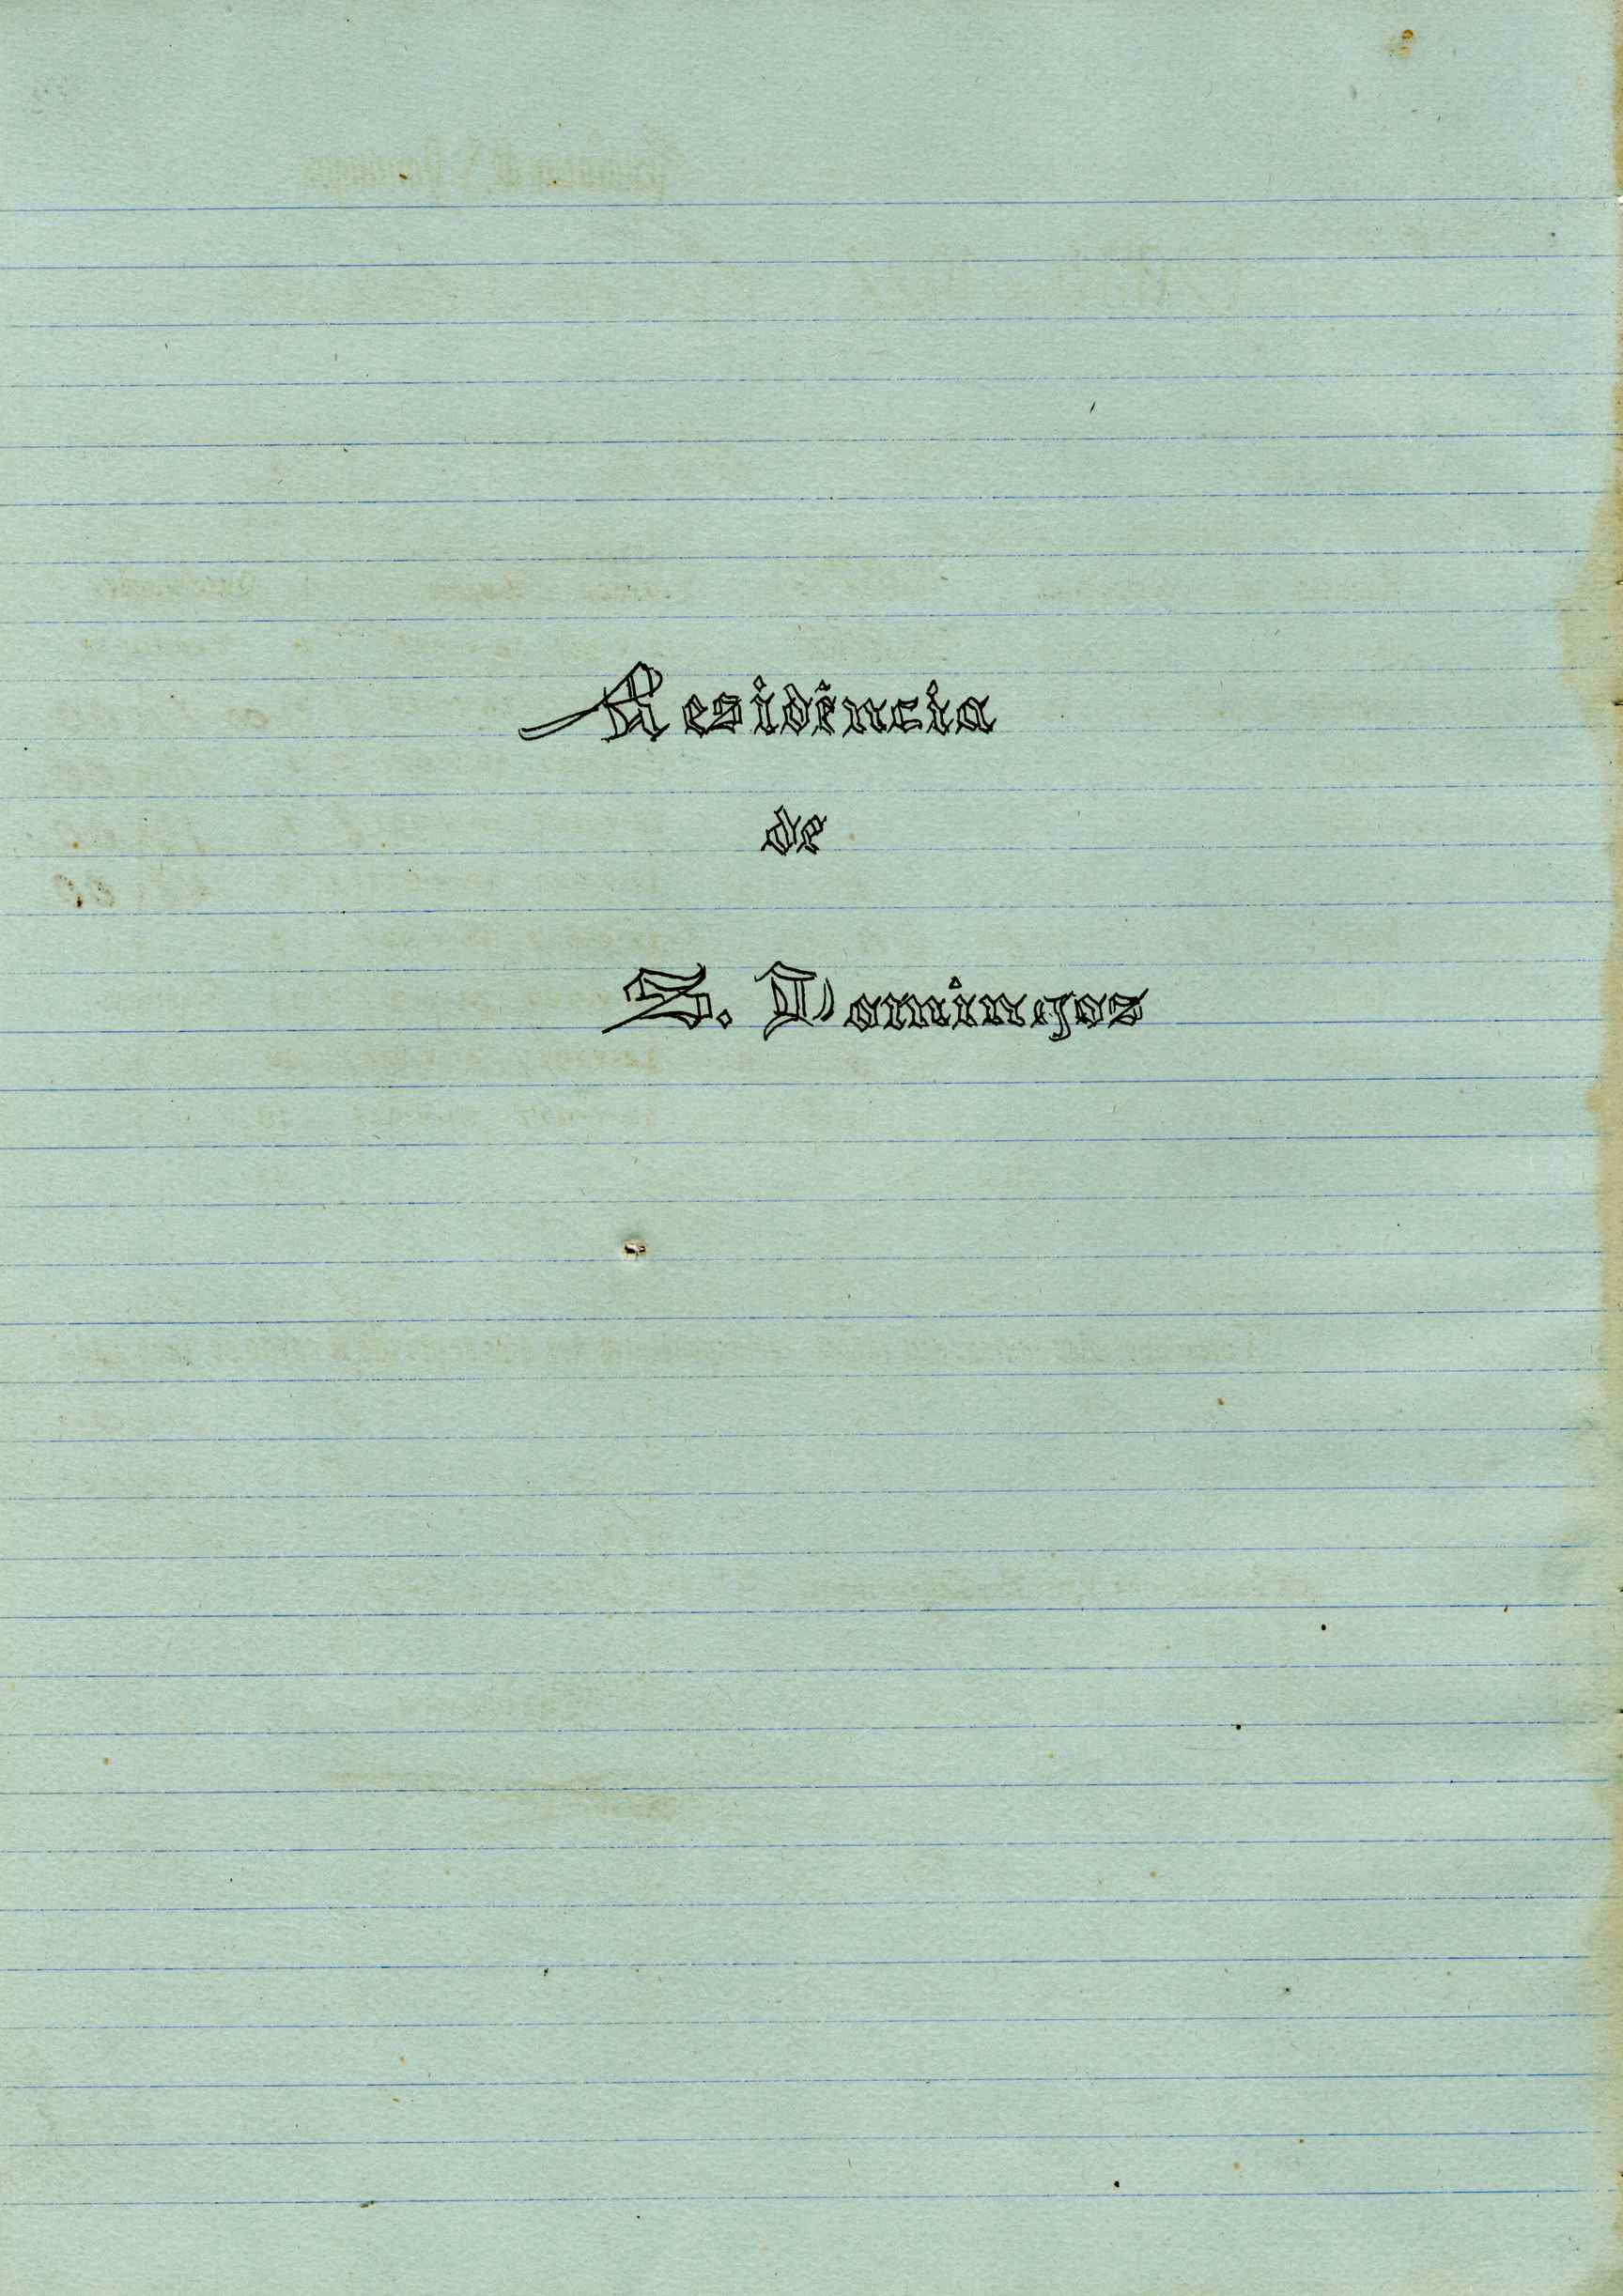 Residência
de
S. Domingos